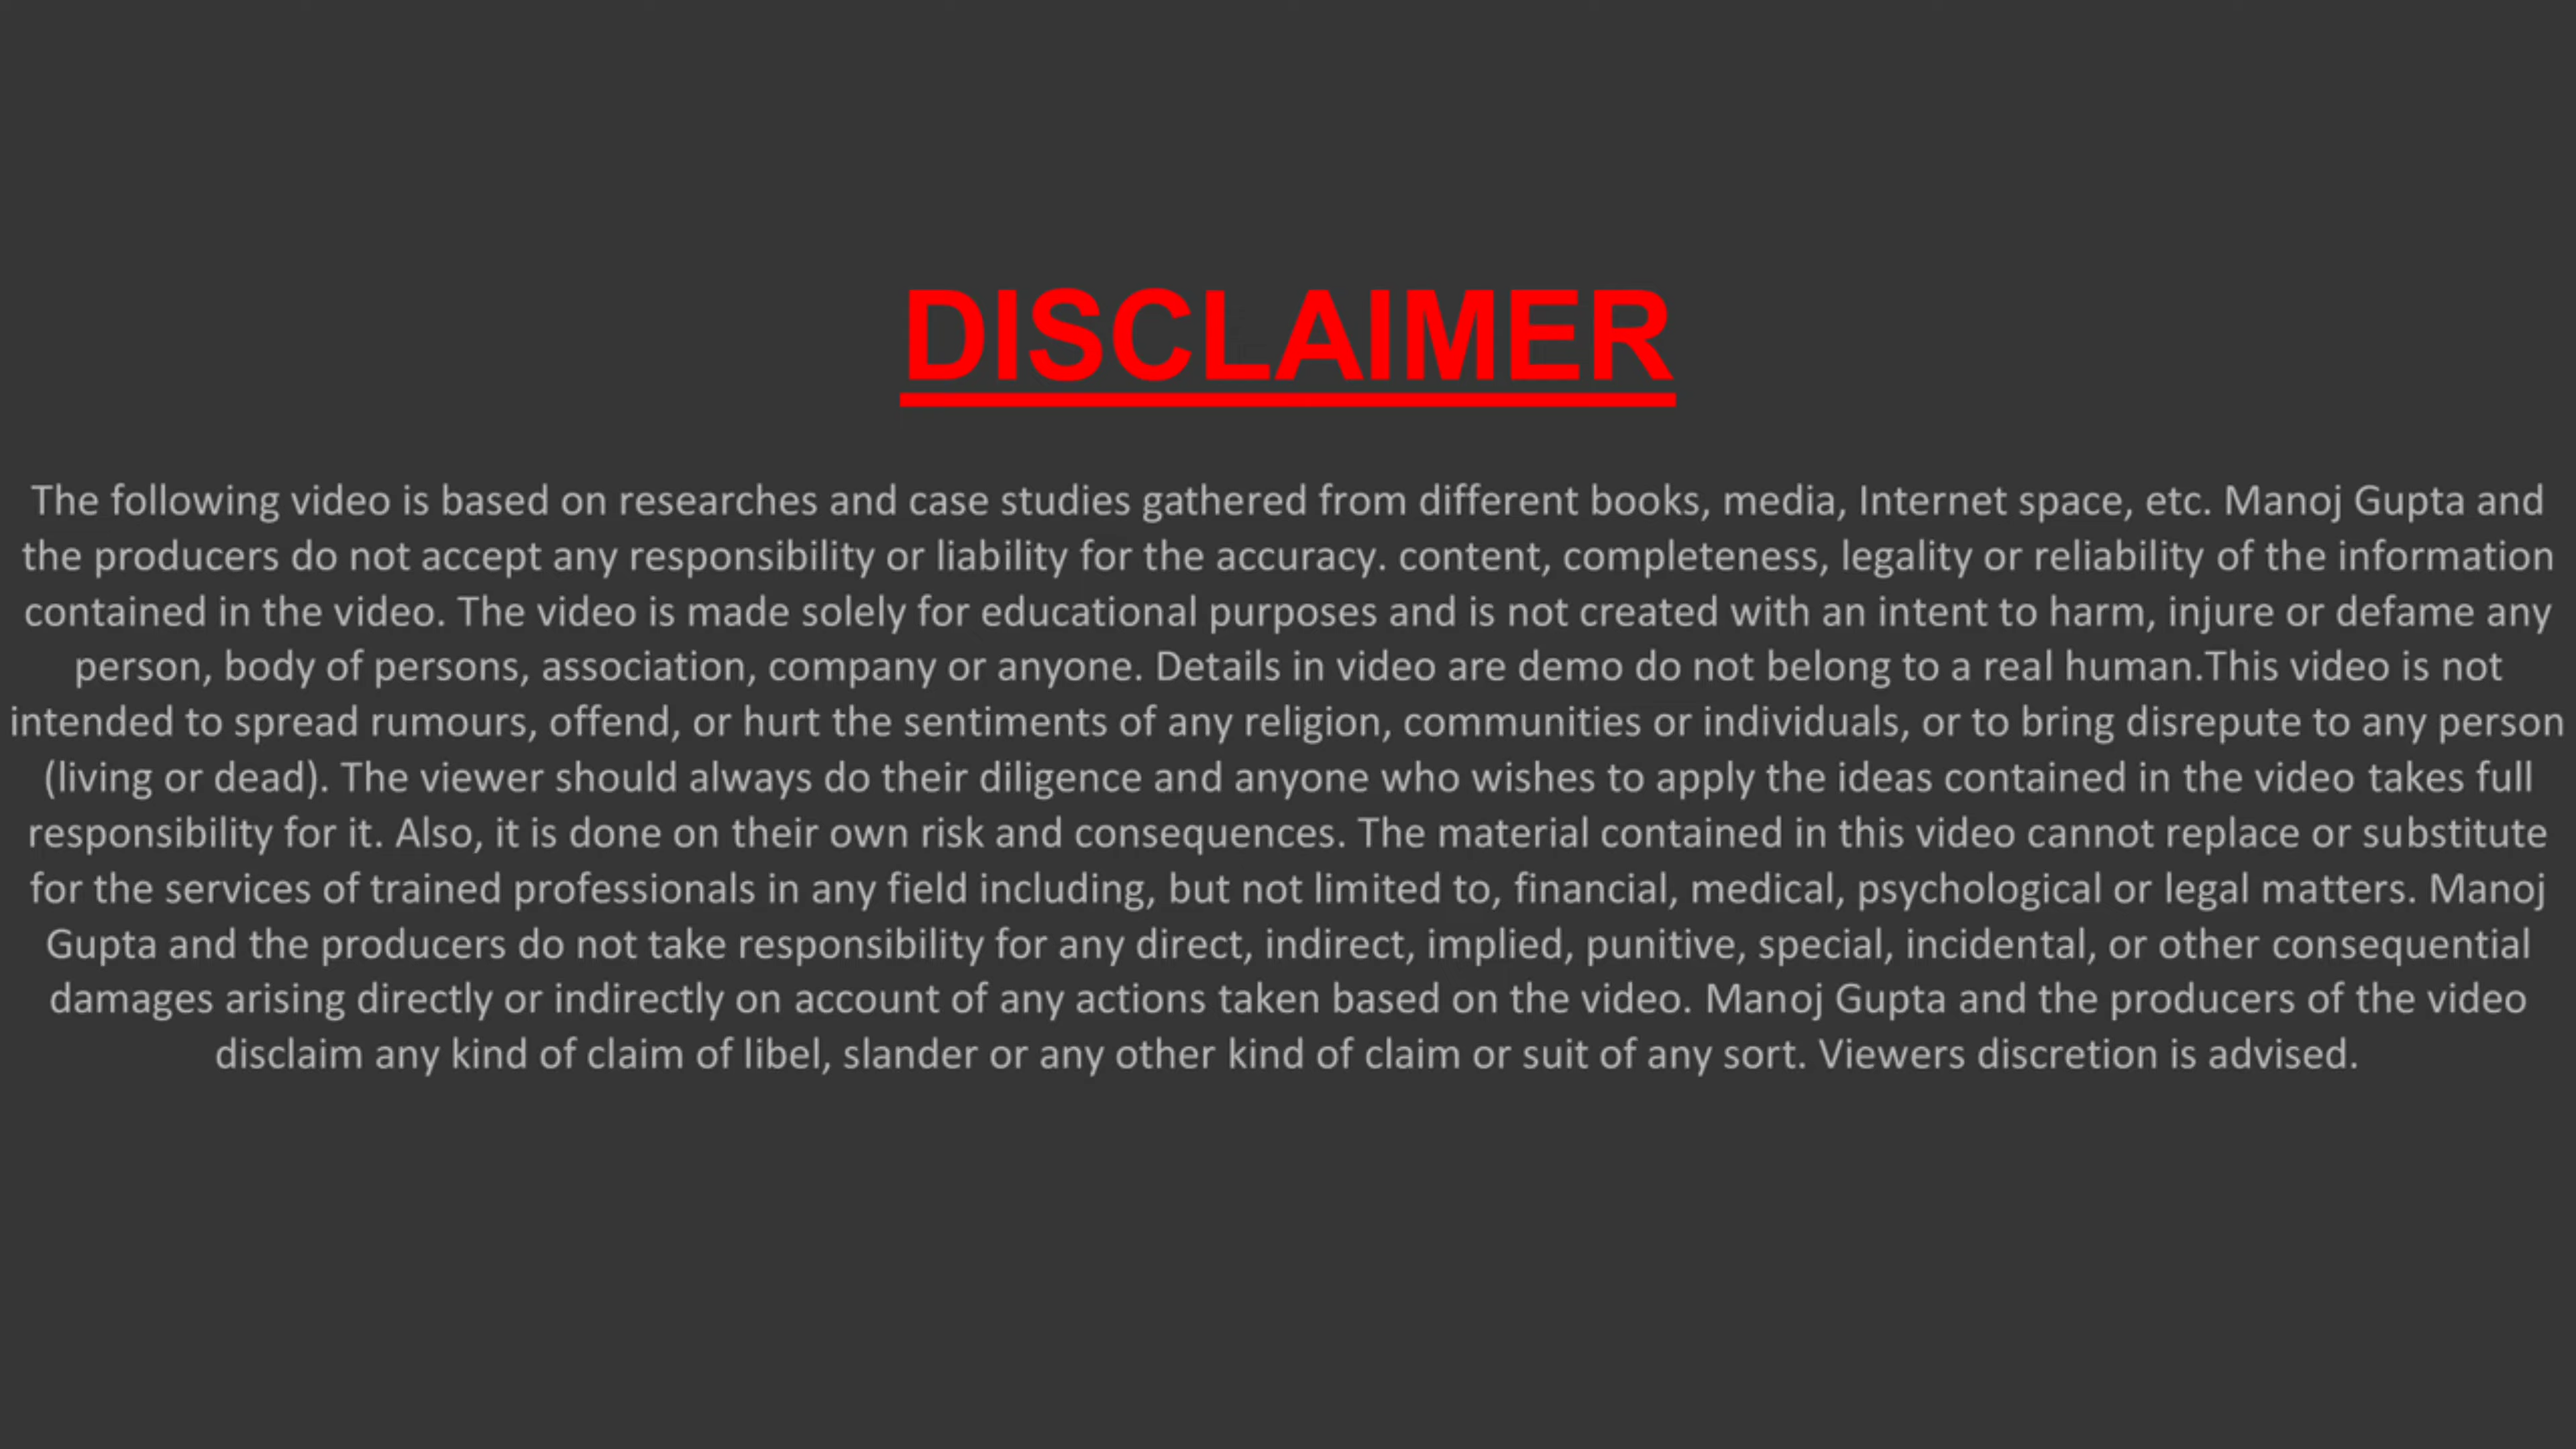 DISCLAIMER
The following video is based on researches and case studies gathered from different books, media, Internet space, etc. Manoj Gupta and
the producers do not accept any responsibility or liability for the accuracy. content, completeness, legality or reliability of the information
contained in the video. The video is made solely for educational purposes and is not created with an intent to harm, injure or defame any
person, body of persons, association, company or anyone. Details in video are demo do not belong to a real human.This video is not
intended to spread rumours, offend, or hurt the sentiments of any religion, communities or individuals, or to bring disrepute to any person
(living or dead). The viewer should always do their diligence and anyone who wishes to apply the ideas contained in the video takes full
responsibility for it. Also, it is done on their own risk and consequences. The material contained in this video cannot replace or substitute
for the services of trained professionals in any field including, but not limited to, financial, medical, psychological or legal matters. Manoj
Gupta and the producers do not take responsibility for any direct, indirect, implied, punitive, special, incidental, or other consequential
damages arising directly or indirectly on account of any actions taken based on the video. Manoj Gupta and the producers of the video
disclaim any kind of claim of libel, slander or any other kind of claim or suit of any sort. Viewers discretion is advised.